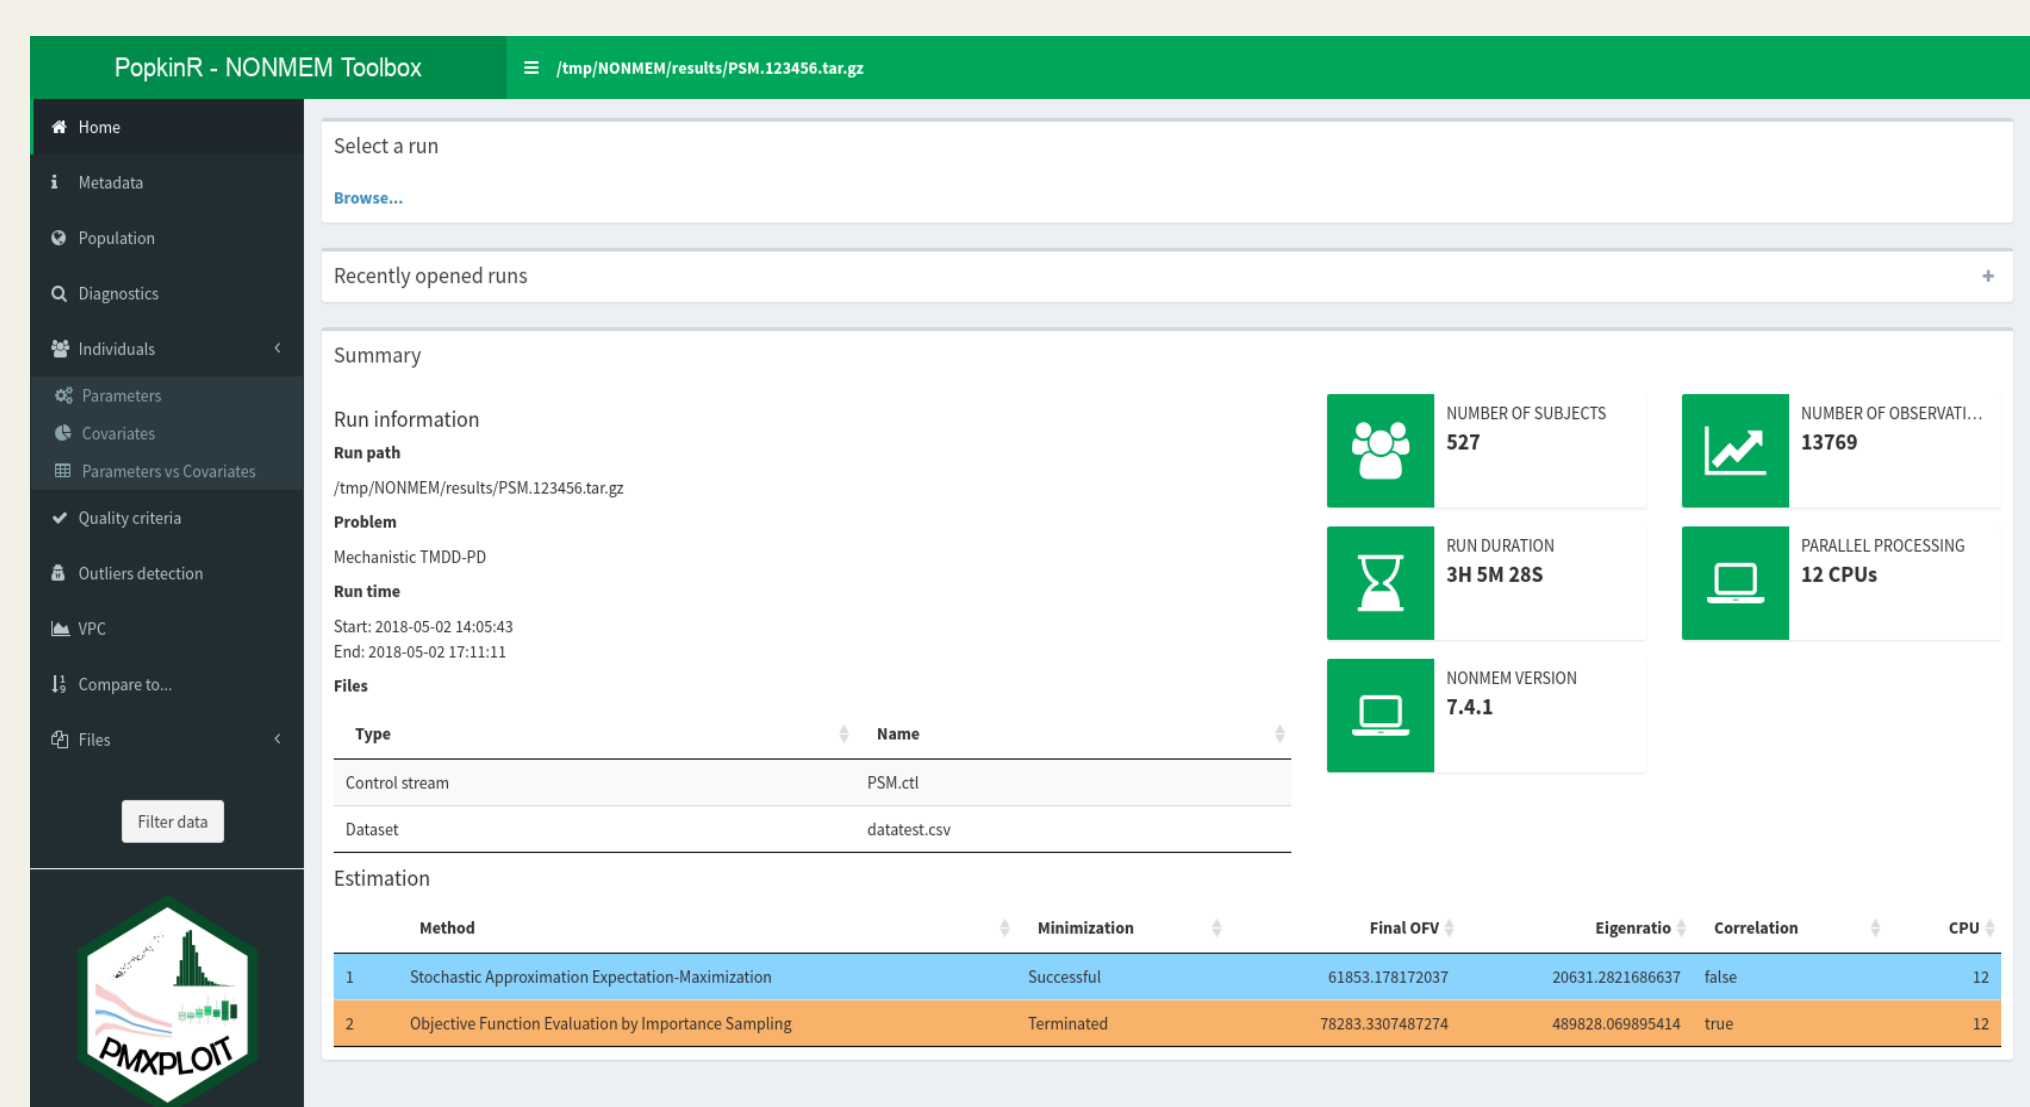 PopkinR - NONMEM Toolbox
/tmp/NONMEM/results/PSM.123456.tar.gz
Home
Metadata
Population
Diagnostics
Individuals
Parameters
Covariates
Parameters vs Covariates
Quality criteria
Outliers detection
VPC
Compare to...
Files
Filter data
PMXPLOIT
Select a run
Browse...
Recently opened runs
Summary
Run information
Run path
/tmp/NONMEM/results/PSM.123456.tar.gz
Problem
Mechanistic TMDD-PD
Run time
Start: 2018-05-02 14:05:43
End: 2018-05-02 17:11:11
Files
Type Name
Control stream PSM.ctl
Dataset datatest.csv
NUMBER OF SUBJECTS
527
NUMBER OF OBSERVATI...
13769
RUN DURATION
3H 5M 28S
PARALLEL PROCESSING
12 CPUs
NONMEM VERSION
7.4.1
Estimation
Method Minimization Final OFV Eigenratio Correlation CPU
1 Stochastic Approximation Expectation-Maximization Successful 61853.178172037 20631.2821686637 false 12
2 Objective Function Evaluation by Importance Sampling Terminated 78283.3307487274 489828.069895414 true 12